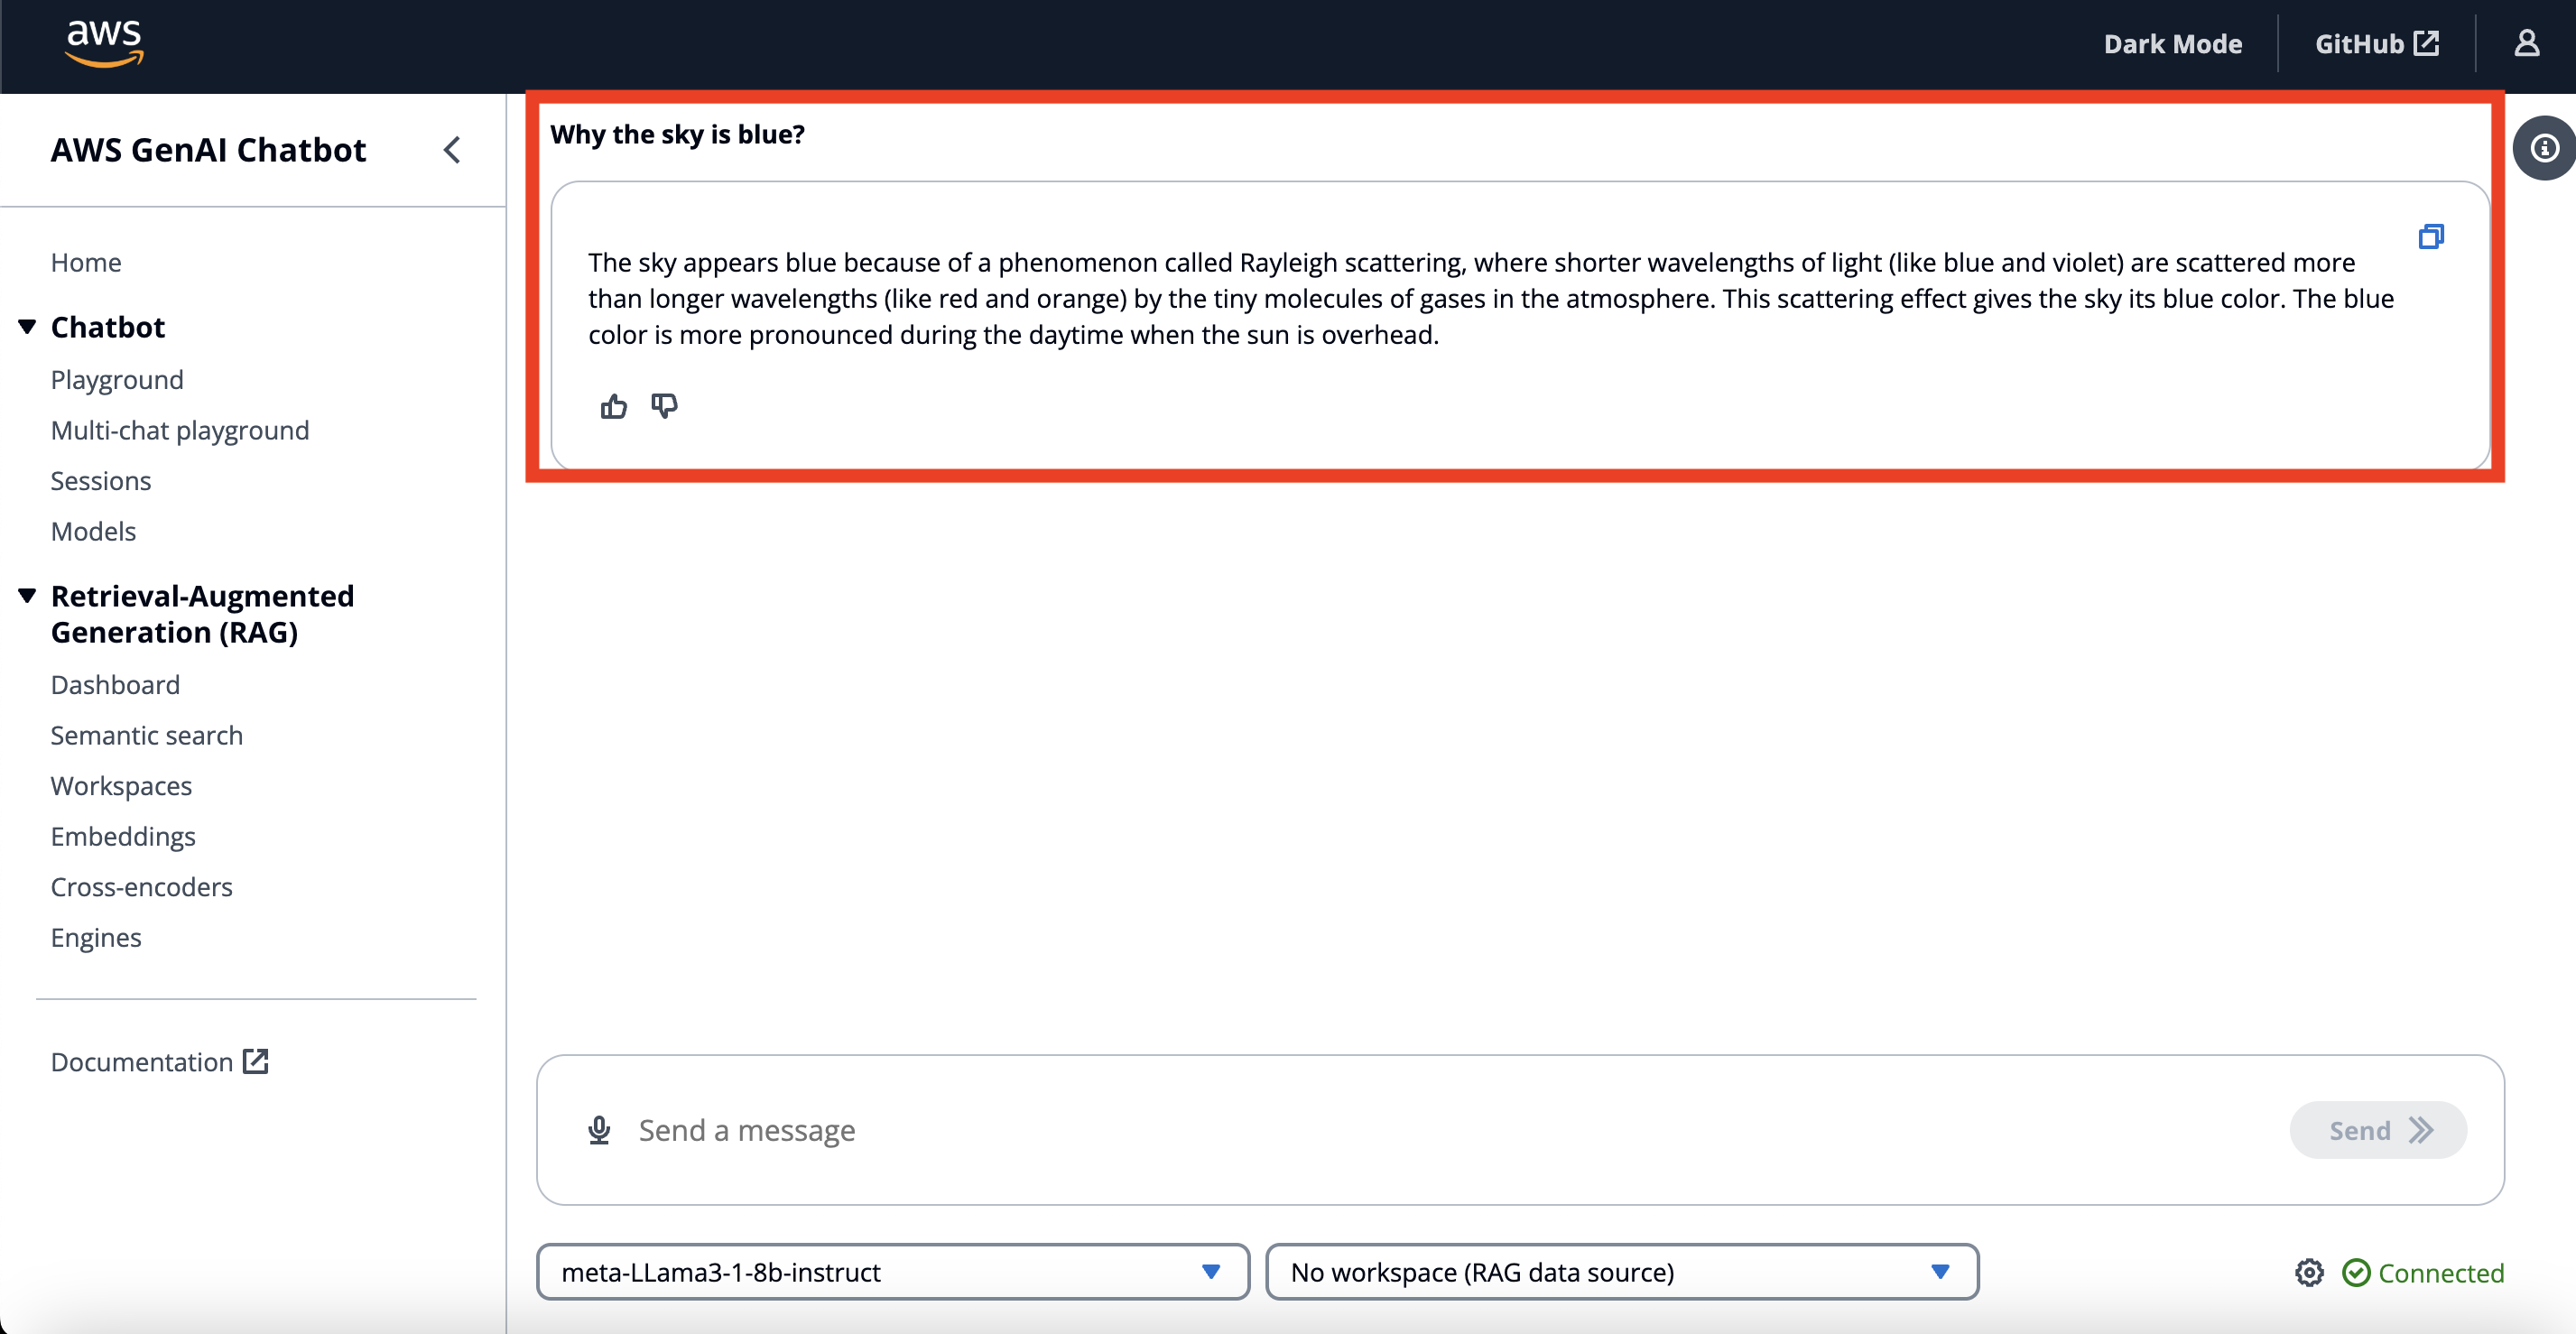 aws
Dark Mode
GitHub
AWS GenAI Chatbot
Home
Chatbot
Playground
Multi-chat playground
Sessions
Models
Retrieval-Augmented
Generation (RAG)
Dashboard
Semantic search
Workspaces
Embeddings
Cross-encoders
Engines
Documentation
Why the sky is blue?
The sky appears blue because of a phenomenon called Rayleigh scattering, where shorter wavelengths of light (like blue and violet) are scattered more
than longer wavelengths (like red and orange) by the tiny molecules of gases in the atmosphere. This scattering effect gives the sky its blue color. The blue
color is more pronounced during the daytime when the sun is overhead.
Send a message
Send
meta-LLama3-1-8b-instruct
No workspace (RAG data source)
Connected